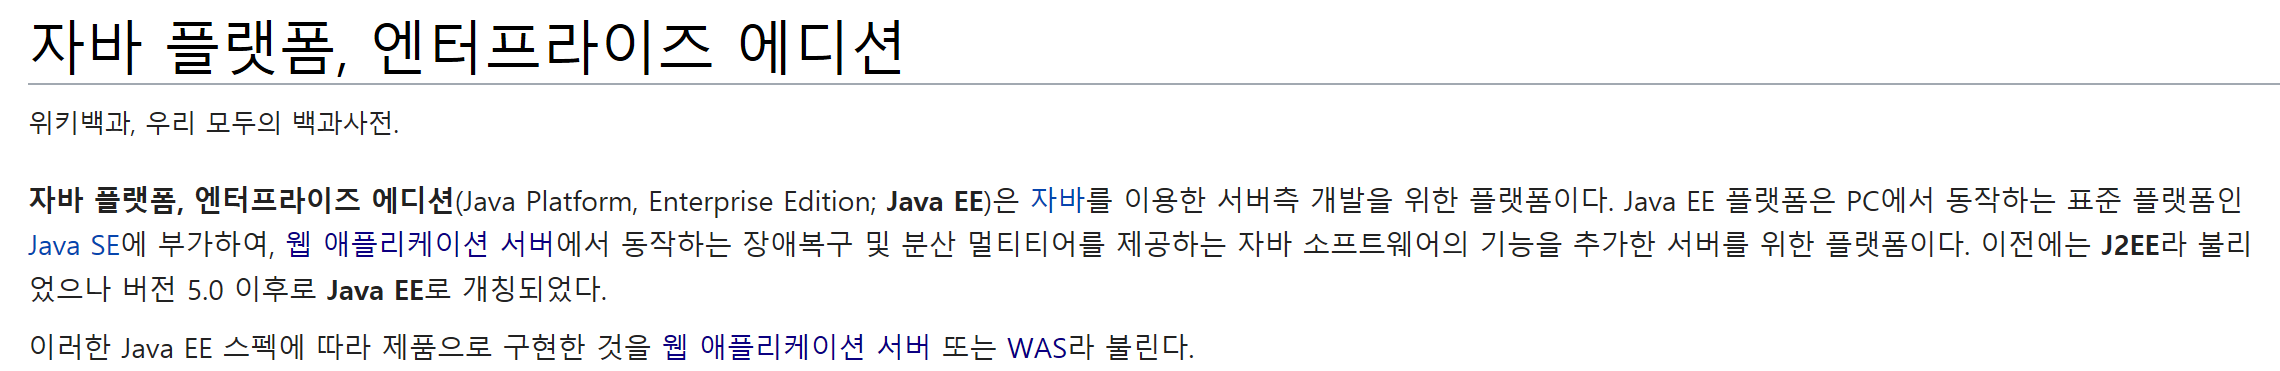 자바 플랫폼, 엔터프라이즈 에디션
위키백과, 우리 모두의 백과사전.
자바 플랫폼, 엔터프라이즈 에디션(Java Platform, Enterprise Edition; Java EE)은 자바를 이용한 서버측 개발을 위한 플랫폼이다. Java EE 플랫폼은 PC에서 동작하는 표준 플랫폼인
Java SE에 부가하여, 웹 애플리케이션 서버에서 동작하는 장애복구 및 분산 멀티티어를 제공하는 자바 소프트웨어의 기능을 추가한 서버를 위한 플랫폼이다. 이전에는 J2EE라 불리
었으나 버전 5.0 이후로 Java EE로 개칭되었다.
이러한 Java EE 스펙에 따라 제품으로 구현한 것을 웹 애플리케이션 서버 또는 WAS라 불린다.